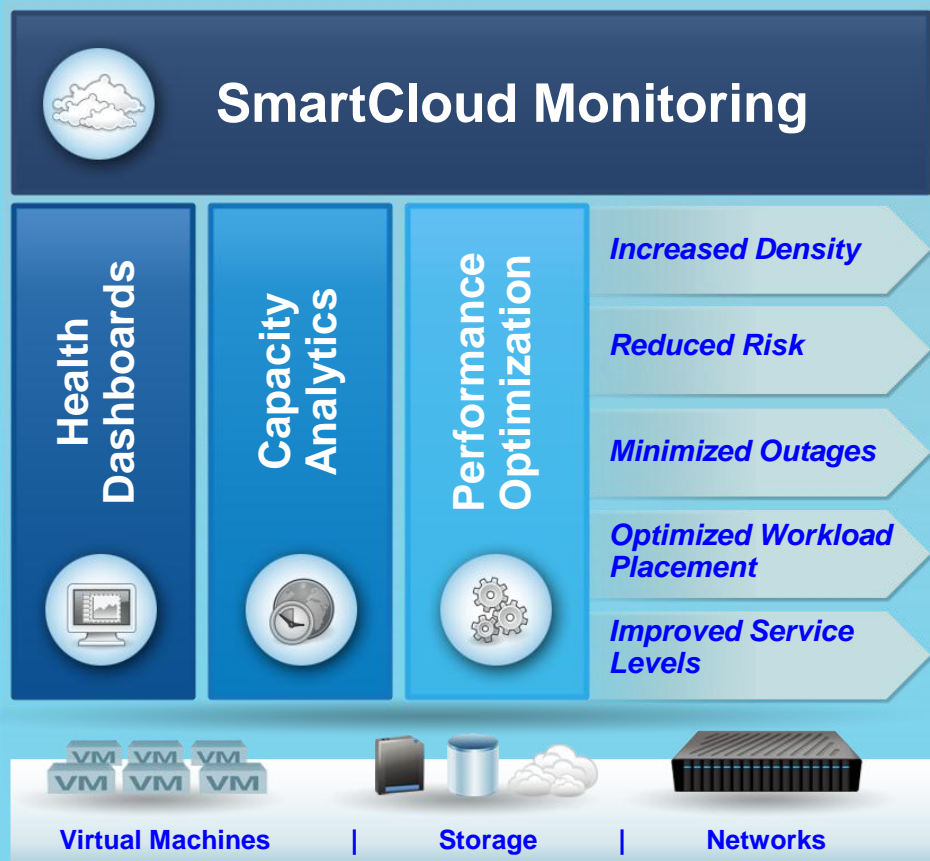 SmartCloud Monitoring
Health
Dashboards
Capacity
Analytics
Performance
Optimization
Increased Density
Reduced Risk
Minimized Outages
Optimized Workload
Placement
Improved Service
Levels
VM VM VM
VM VM VM
Virtual Machines | Storage | Networks